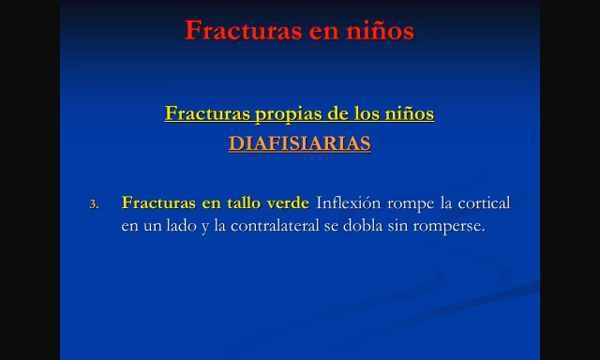 Fracturas en niños
Fracturas propias de los niños
DIAFISIARIAS
3. Fracturas en tallo verde Inflexión rompe la cortical
en un lado y la contralateral se dobla sin romperse.